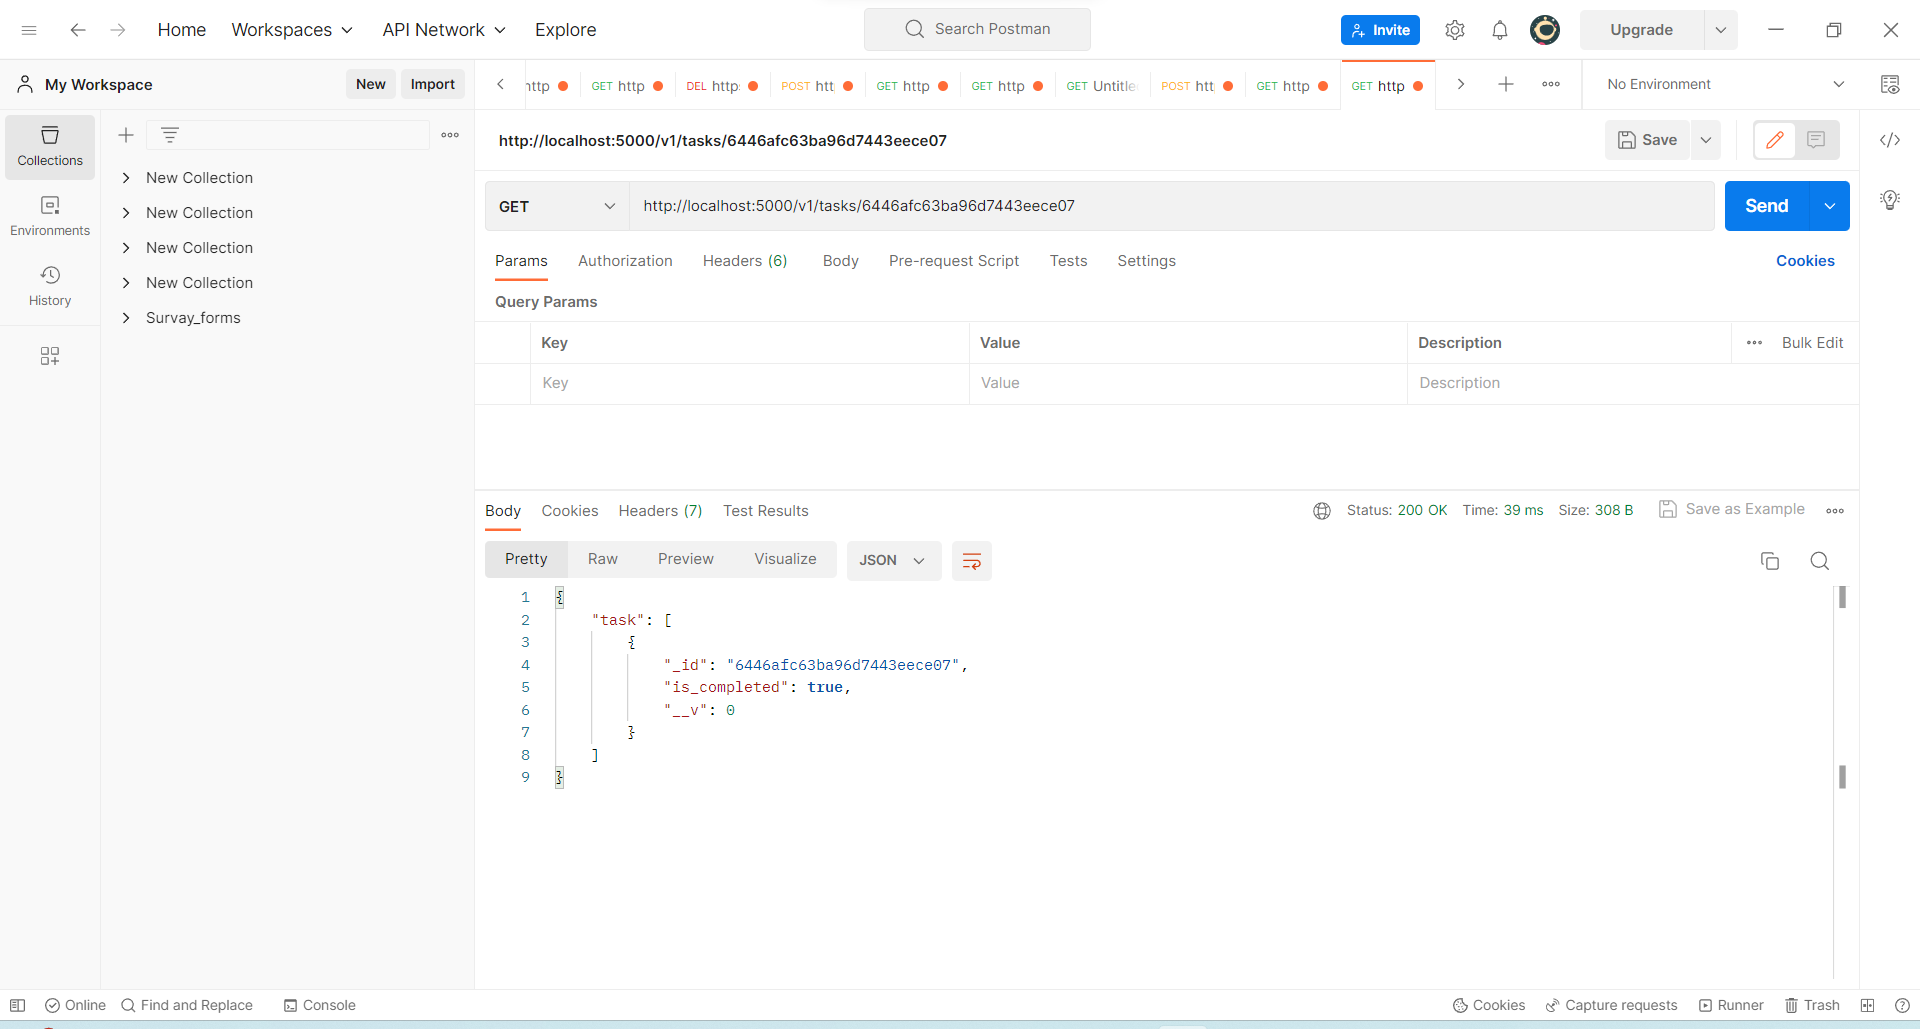 Home Workspaces API Network Explore Search Postman Invite Upgrade
My Workspace New Import
http GET http DEL http POST htt GET http GET http GET Untitle POST htt GET http GET http No Environment
Collections
Environments
History
New Collection
New Collection
New Collection
New Collection
Survay_forms
http://localhost:5000/v1/tasks/6446afc63ba96d7443eece07 Save
GET http://localhost:5000/v1/tasks/6446afc63ba96d7443eece07 Send
Params Authorization Headers (6) Body Pre-request Script Tests Settings Cookies
Query Params
Key Value Description Bulk Edit
Key Value Description
Body Cookies Headers (7) Test Results Status: 200 OK Time: 39 ms Size: 308 B Save as Example
Pretty Raw Preview Visualize JSON
1 {
2 "task": [
3 {
4 "_id": "6446afc63ba96d7443eece07",
5 "is_completed": true,
6 "__v": 0
7 }
8 ]
9 }
Online Find and Replace Console Cookies Capture requests Runner Trash